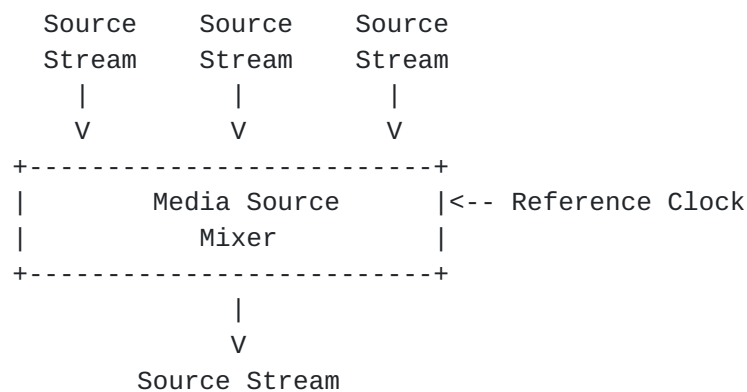 Source    Source    Source
Stream    Stream    Stream
|         |         |
V         V         V
+--------------------------+
|        Media Source      |<-- Reference Clock
|           Mixer          |
+--------------------------+
|
V
Source Stream